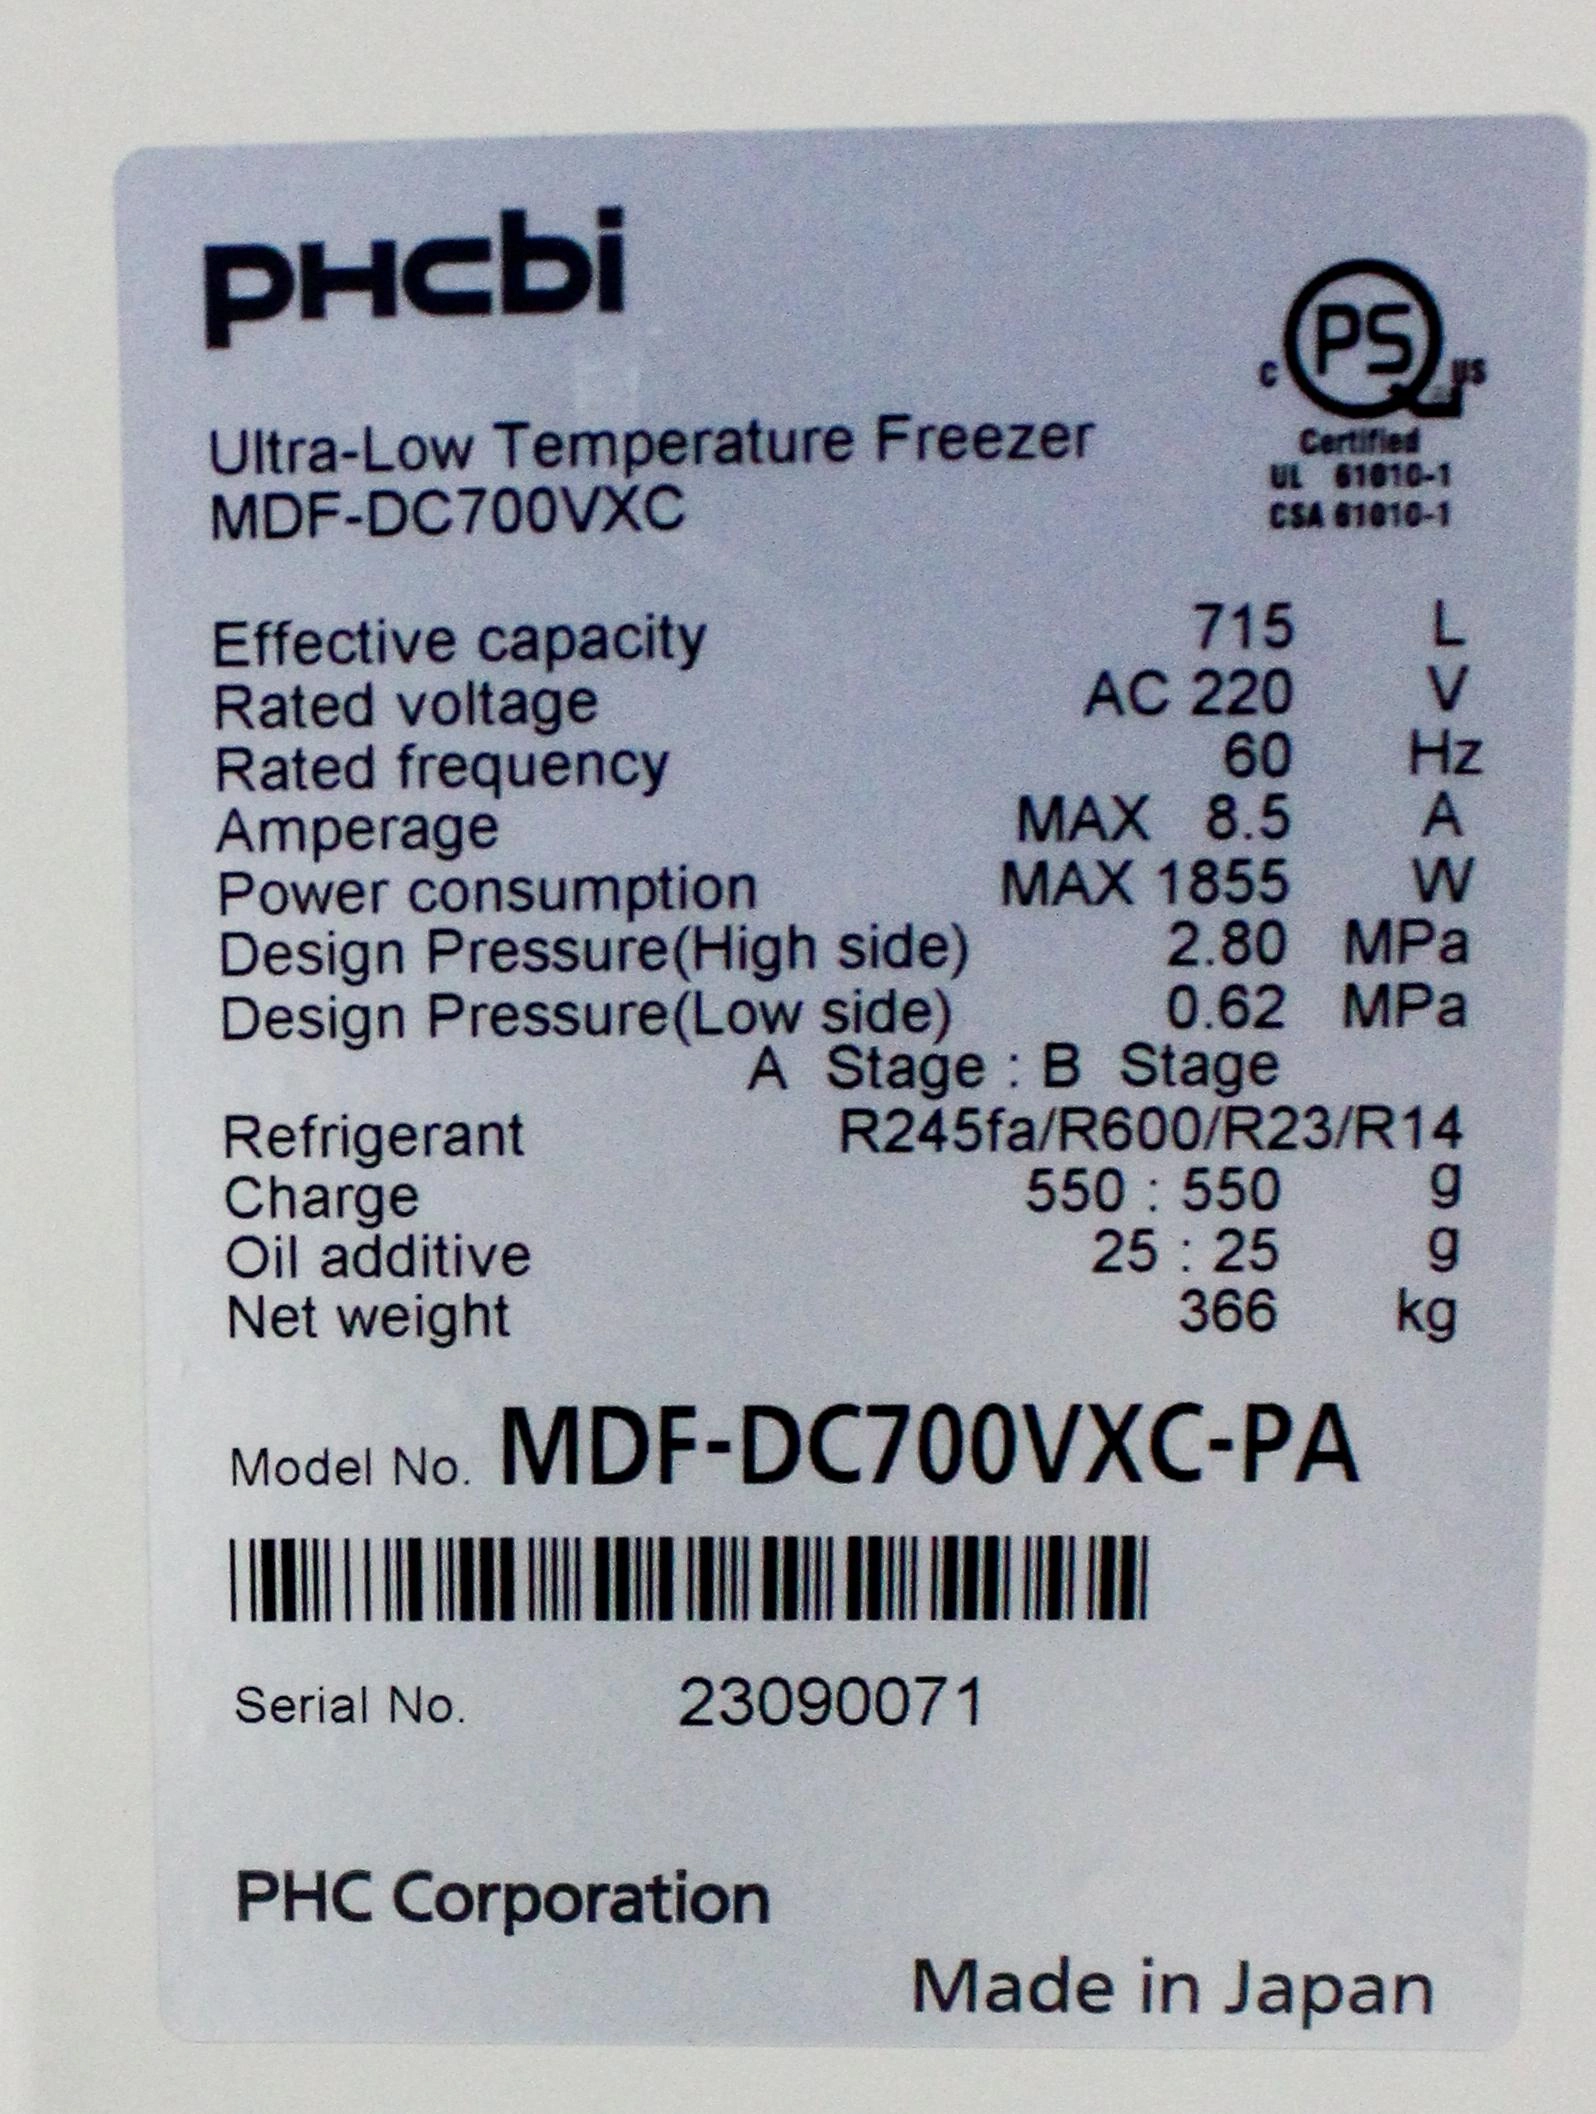 PHCbi
C PS US
Certified
UL 61010-1
CSA 61010-1
Ultra-Low Temperature Freezer
MDF-DC700VXC
Effective capacity 715 L
Rated voltage AC 220 V
Rated frequency 60 Hz
Amperage MAX 8.5 A
Power consumption MAX 1855 W
Design Pressure(High side) 2.80 MPa
Design Pressure(Low side) 0.62 MPa
A Stage : B Stage
Refrigerant R245fa/R600/R23/R14
Charge 550 : 550 g
Oil additive 25 : 25 g
Net weight 366 kg
Model No. MDF-DC700VXC-PA
Serial No. 23090071
PHC Corporation
Made in Japan